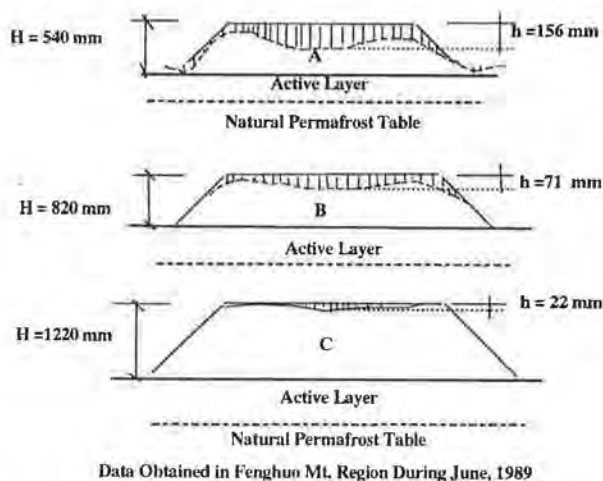 H = 540 mm
h =156 mm
A
Active Layer
Natural Permafrost Table
H = 820 mm
h =71 mm
B
Active Layer
H =1220 mm
h = 22 mm
C
Active Layer
Natural Permafrost Table
Data Obtained in Fenghuo Mt. Region During June, 1989